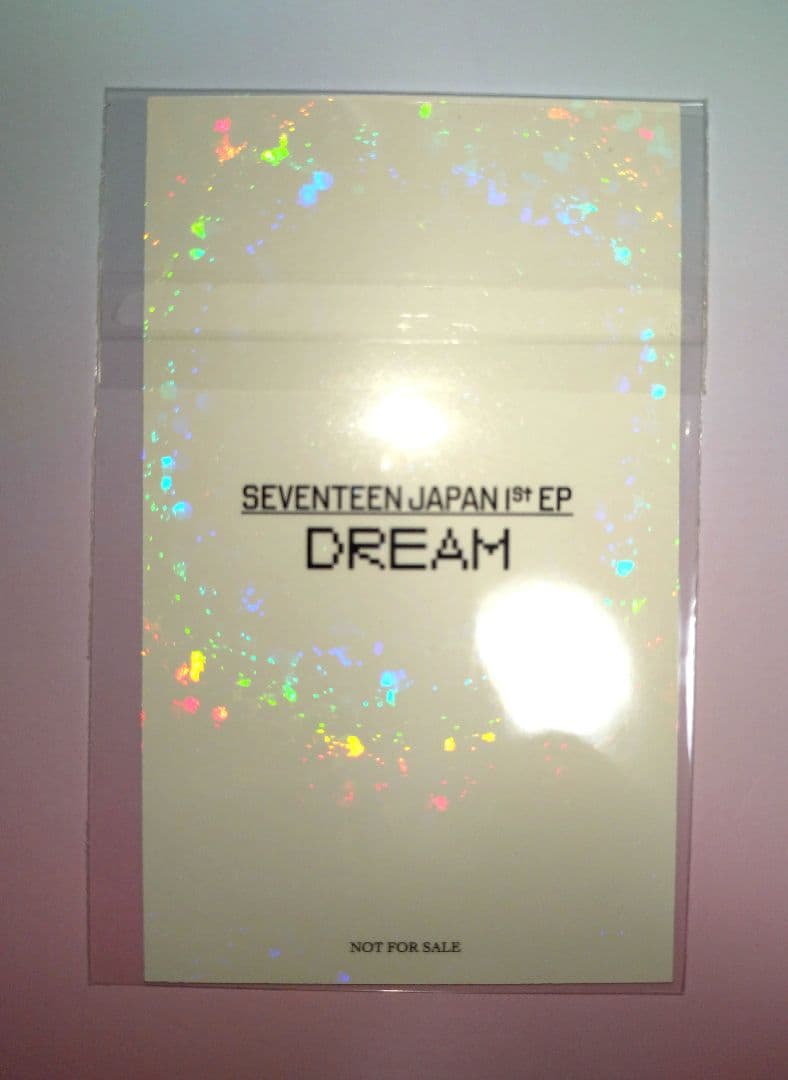 SEVENTEEN JAPAN 1St EP
DREAM
NOT FOR SALE